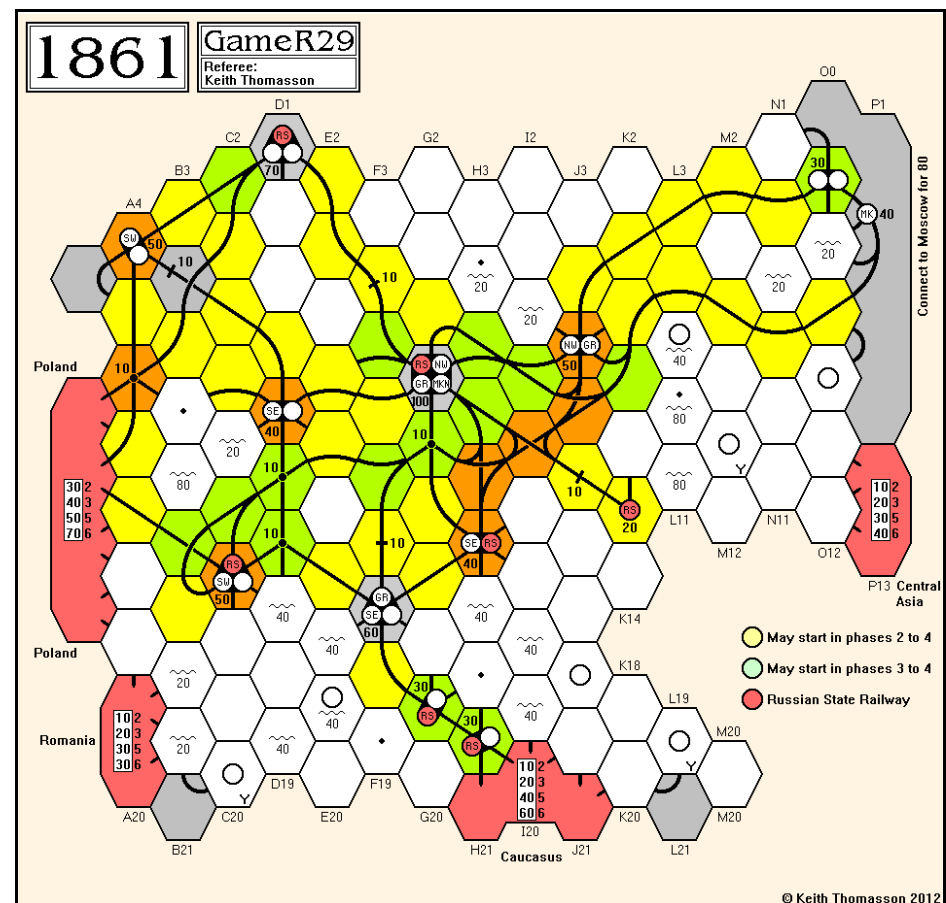 1861
GameR29
Referee:
Keith Thomasson
O0
D1
N1
P1
C2
E2
G2
I2
K2
M2
B3
F3
H3
J3
L3
A4
RS
70
30
SW
50
10
10
MK
40
20
20
20
20
Connect to Moscow for 80
Poland
10
RS
NW
GR
MKN
100
NW
GR
50
40
SE
40
20
10
80
Y
80
10
80
30 2
40 3
50 5
70 6
10
RS
20
10 2
20 3
30 5
40 6
L11
N11
M12
O12
10
10
SE
RS
40
RS
SW
50
P13
Central
Asia
GR
SE
60
40
40
K14
40
40
May start in phases 2 to 4
Poland
May start in phases 3 to 4
K18
20
30
RS
40
40
Russian State Railway
L19
Romania
10 2
20 3
30 5
30 6
20
40
30
RS
M20
Y
10 2
20 3
40 5
60 6
Y
D19
F19
A20
C20
E20
G20
I20
K20
M20
B21
H21
J21
L21
Caucasus
© Keith Thomasson 2012